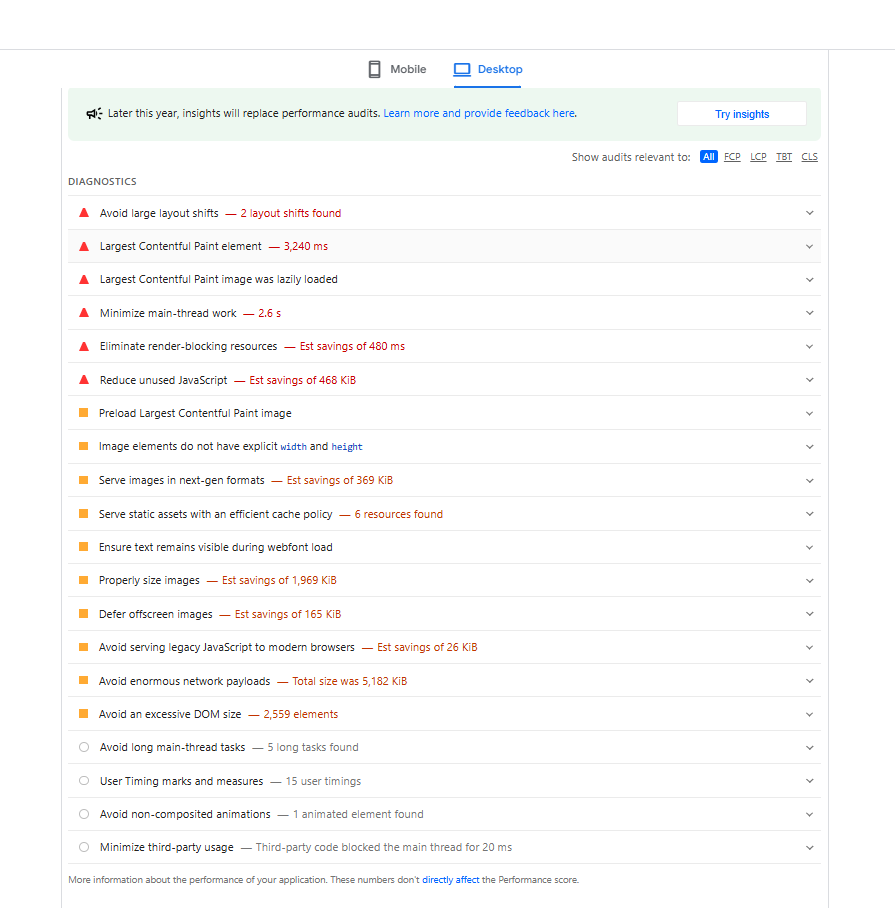 Mobile
Desktop
Later this year, insights will replace performance audits. Learn more and provide feedback here.
Try insights
Show audits relevant to: All FCP LCP TBT CLS
DIAGNOSTICS
Avoid large layout shifts — 2 layout shifts found
Largest Contentful Paint element — 3,240 ms
Largest Contentful Paint image was lazily loaded
Minimize main-thread work — 2.6 s
Eliminate render-blocking resources — Est savings of 480 ms
Reduce unused JavaScript — Est savings of 468 KiB
Preload Largest Contentful Paint image
Image elements do not have explicit width and height
Serve images in next-gen formats — Est savings of 369 KiB
Serve static assets with an efficient cache policy — 6 resources found
Ensure text remains visible during webfont load
Properly size images — Est savings of 1,969 KiB
Defer offscreen images — Est savings of 165 KiB
Avoid serving legacy JavaScript to modern browsers — Est savings of 26 KiB
Avoid enormous network payloads — Total size was 5,182 KiB
Avoid an excessive DOM size — 2,559 elements
Avoid long main-thread tasks — 5 long tasks found
User Timing marks and measures — 15 user timings
Avoid non-composited animations — 1 animated element found
Minimize third-party usage — Third-party code blocked the main thread for 20 ms
More information about the performance of your application. These numbers don't directly affect the Performance score.